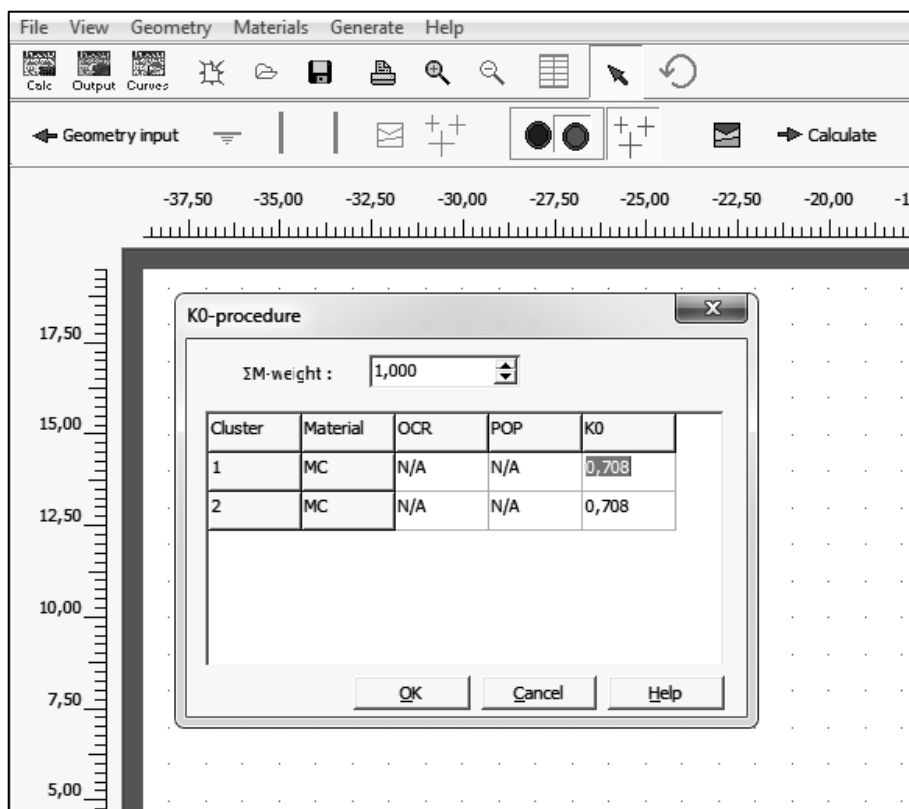 File View Geometry Materials Generate Help
Calc Output Curves
Geometry input Calculate
-37,50 -35,00 -32,50 -30,00 -27,50 -25,00 -22,50 -20,00 -1
K0-procedure
X
17,50
ΣM-weight : 1,000
15,00
Cluster Material OCR POP K0
1 MC N/A N/A 0,708
2 MC N/A N/A 0,708
12,50
10,00
7,50
OK Cancel Help
5,00